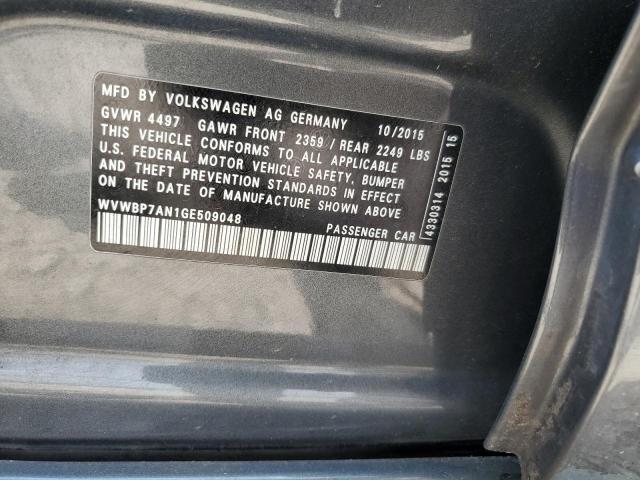 MFD BY VOLKSWAGEN AG GERMANY 10/2015
GVWR 4497 GAWR FRONT 2359 / REAR 2249 LBS
THIS VEHICLE CONFORMS TO ALL APPLICABLE
U.S. FEDERAL MOTOR VEHICLE SAFETY, BUMPER
AND THEFT PREVENTION STANDARDS IN EFFECT
ON THE DATE OF MANUFACTURE SHOWN ABOVE
WVWBP7AN1GE509048
PASSENGER CAR
4330314 2015 15